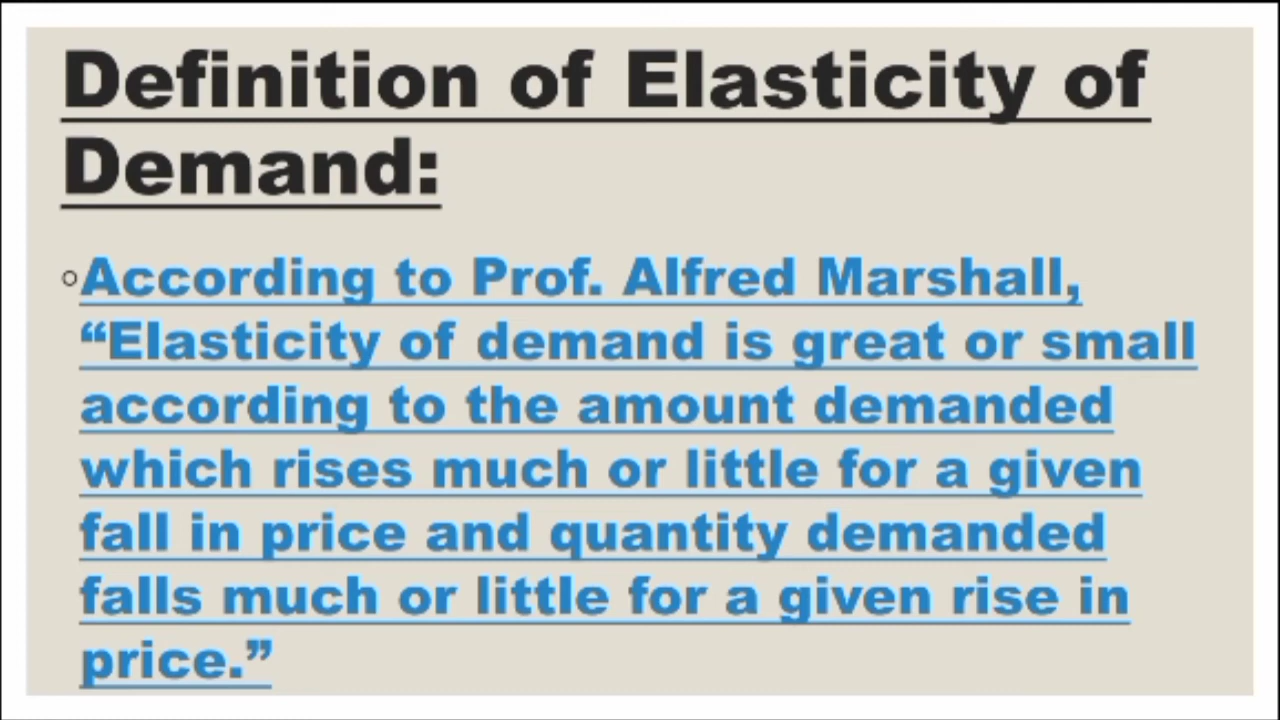 Definition of Elasticity of
Demand:
◦According to Prof. Alfred Marshall,
“Elasticity of demand is great or small
according to the amount demanded
which rises much or little for a given
fall in price and quantity demanded
falls much or little for a given rise in
price.”